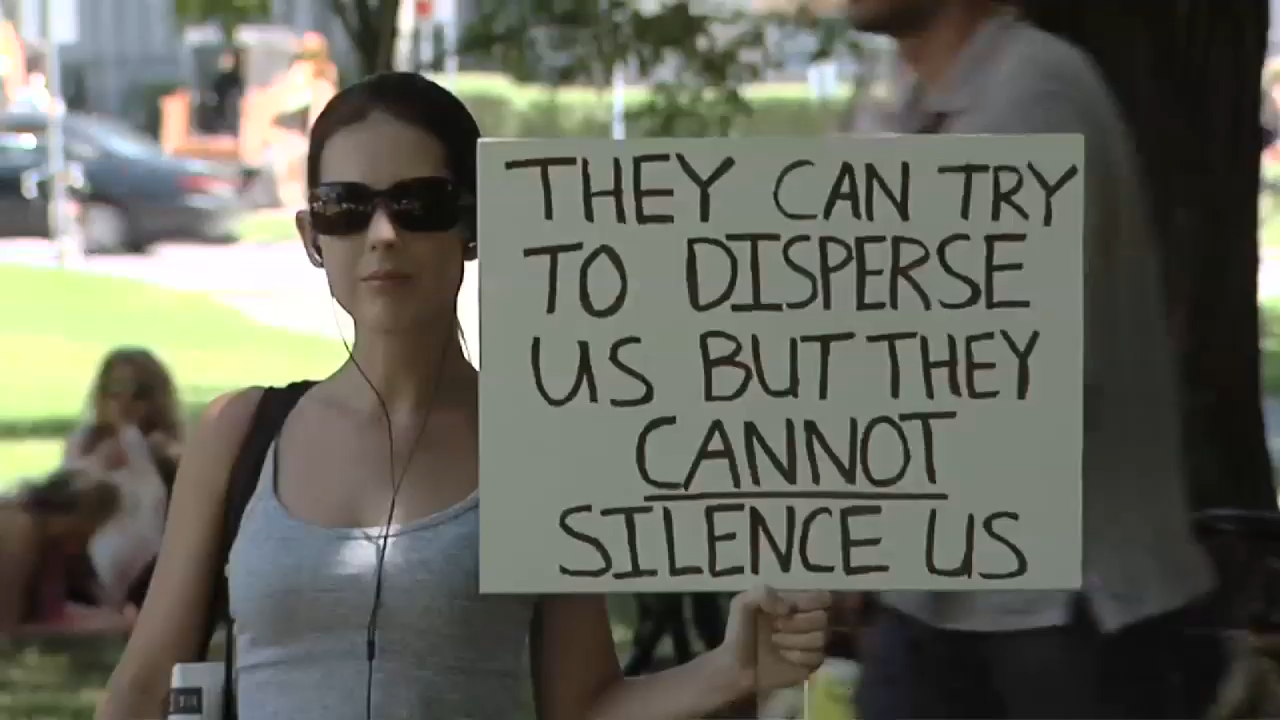 THEY CAN TRY
TO DISPERSE
US BUT THEY
CANNOT
SILENCE US